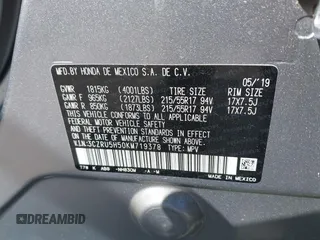 MFD.BY HONDA DE MEXICO S.A. DE C.V.
05/'19
GVWR 1815KG (4001LBS) TIRE SIZE RIM SIZE
GAWR F 965KG (2127LBS) 215/55R17 94V 17X7.5J
GAWR R 850KG (1873LBS) 215/55R17 94V 17X7.5J
THIS VEHICLE CONFORMS TO ALL APPLICABLE
FEDERAL MOTOR VEHICLE SAFETY AND THEFT
PREVENTION STANDARDS IN EFFECT ON THE
DATE OF MANUFACTURE SHOWN ABOVE.
V.I.N:3CZRU5H50KM719378 TYPE: MPV
NH830M -A -M
MADE IN MEXICO
DREAMBID